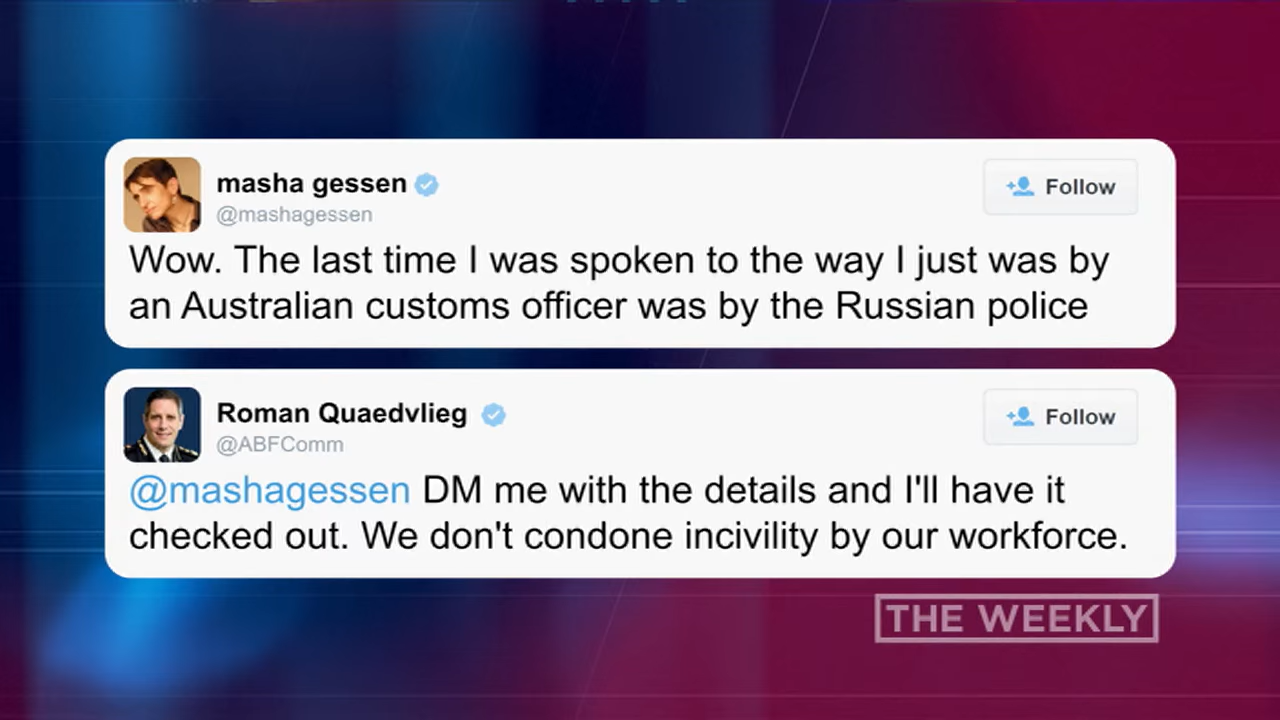 masha gessen
@mashagessen
Follow
Wow. The last time I was spoken to the way I just was by
an Australian customs officer was by the Russian police
Roman Quaedvlieg
@ABFComm
Follow
@mashagessen DM me with the details and I'll have it
checked out. We don't condone incivility by our workforce.
THE WEEKLY